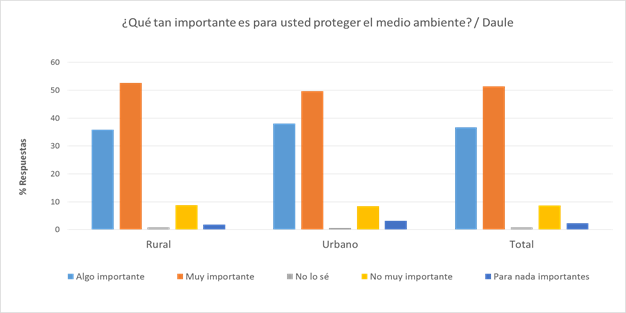 ¿Qué tan importante es para usted proteger el medio ambiente? / Daule
% Respuestas
60
50
40
30
20
10
0
Rural
Urbano
Total
Algo importante
Muy importante
No lo sé
No muy importante
Para nada importantes